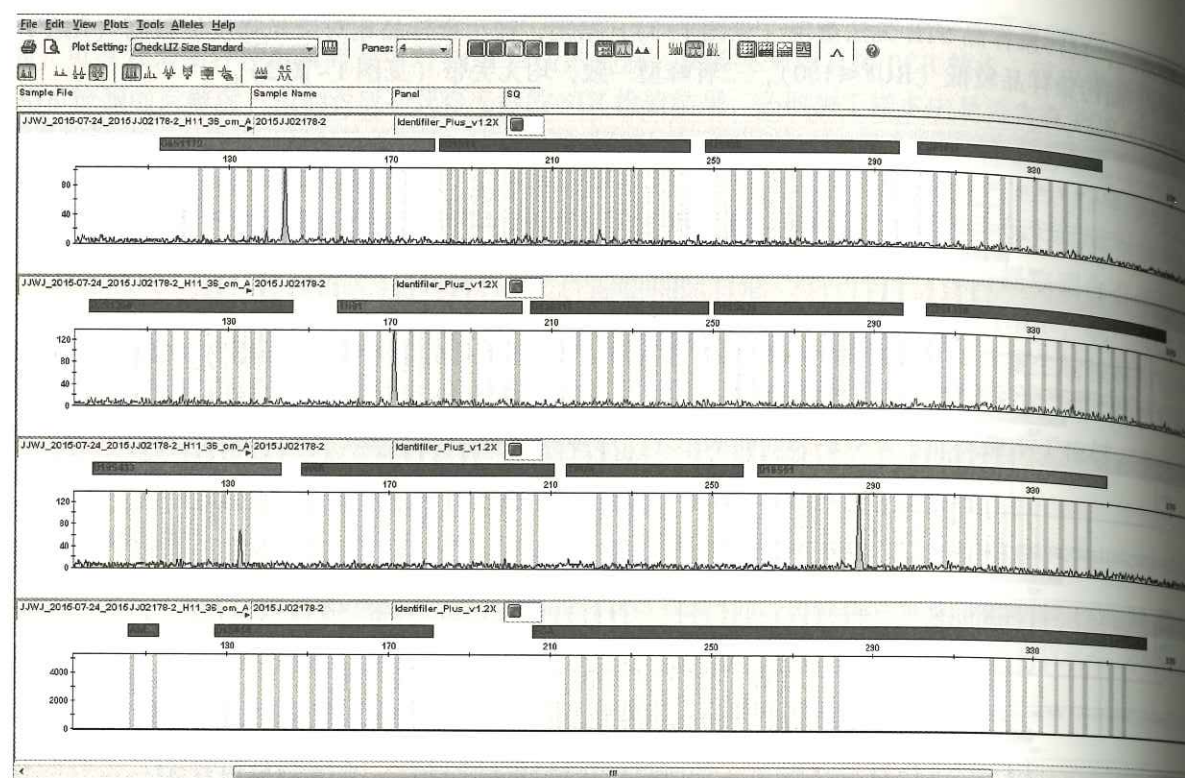 File Edit View Plots Tools Alleles Help
Plot Setting: Check LIZ Size Standard Panes: 4
Sample File Sample Name Panel SQ
JJWJ_2015-07-24_2015JJ02178-2_H11_36_om_A 2015JJ02178-2 Identifiler_Plus_v1.2X
130 170 210 250 290 330
80
40
0
JJWJ_2015-07-24_2015JJ02178-2_H11_36_om_A 2015JJ02178-2 Identifiler_Plus_v1.2X
130 170 210 250 290 330
120
80
40
0
JJWJ_2015-07-24_2015JJ02178-2_H11_36_om_A 2015JJ02178-2 Identifiler_Plus_v1.2X
130 170 210 250 290 330
120
80
40
0
JJWJ_2015-07-24_2015JJ02178-2_H11_36_om_A 2015JJ02178-2 Identifiler_Plus_v1.2X
130 170 210 250 290 330
4000
2000
0